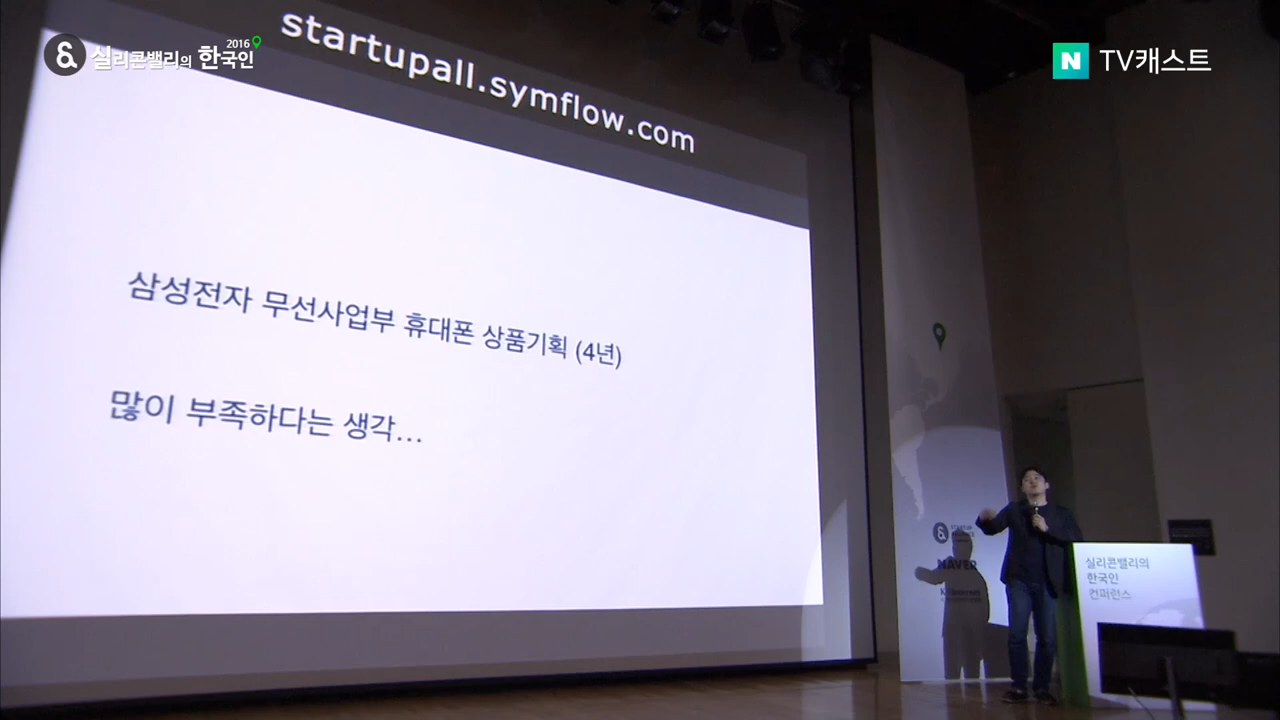 startupall.symflow.com
& 실리콘밸리의 한국인 2016
N TV캐스트
삼성전자 무선사업부 휴대폰 상품기획 (4년)
많이 부족하다는 생각...
&
NAVER
실리콘밸리의
한국인
컨퍼런스